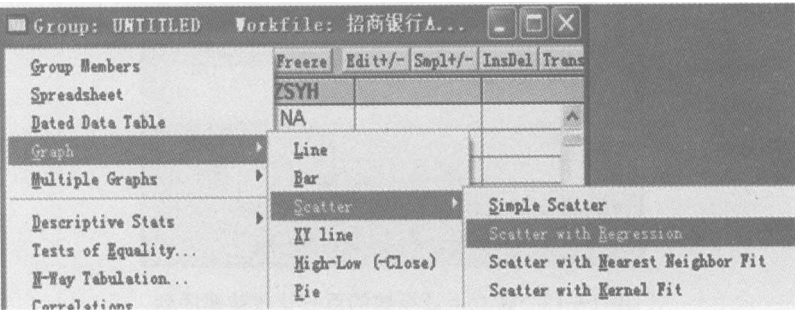 Group: UNTITLED Workfile: 招商银行A...
Freeze Edit+/- Smpl+/- InsDel Trans
Group Members
Spreadsheet
Dated Data Table
Graph
Multiple Graphs
Descriptive Stats
Tests of Equality...
N-Way Tabulation...
Correlations
ZSYH
NA
Line
Bar
Scatter
XY line
High-Low (-Close)
Pie
Simple Scatter
Scatter with Regression
Scatter with Nearest Neighbor Fit
Scatter with Kernel Fit